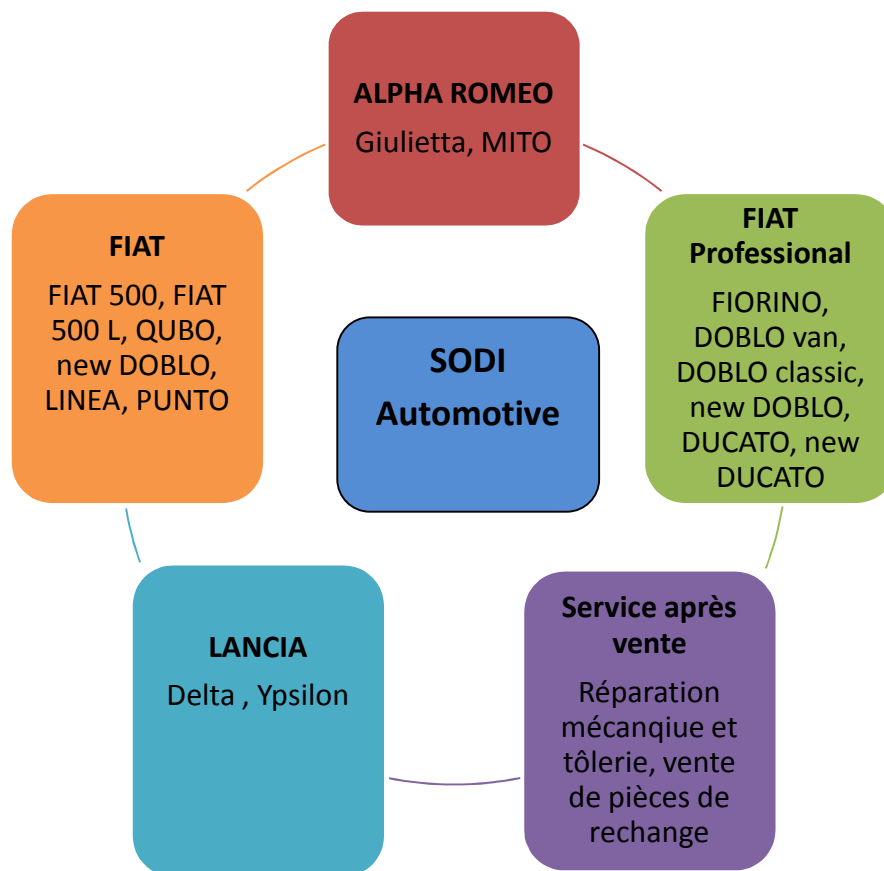 ALPHA ROMEO
Giulietta, MITO
FIAT
FIAT 500, FIAT
500 L, QUBO,
new DOBLO,
LINEA, PUNTO
FIAT
Professional
FIORINO,
DOBLO van,
DOBLO classic,
new DOBLO,
DUCATO, new
DUCATO
SODI
Automotive
LANCIA
Delta , Ypsilon
Service après
vente
Réparation
mécanqiue et
tôlerie, vente
de pièces de
rechange